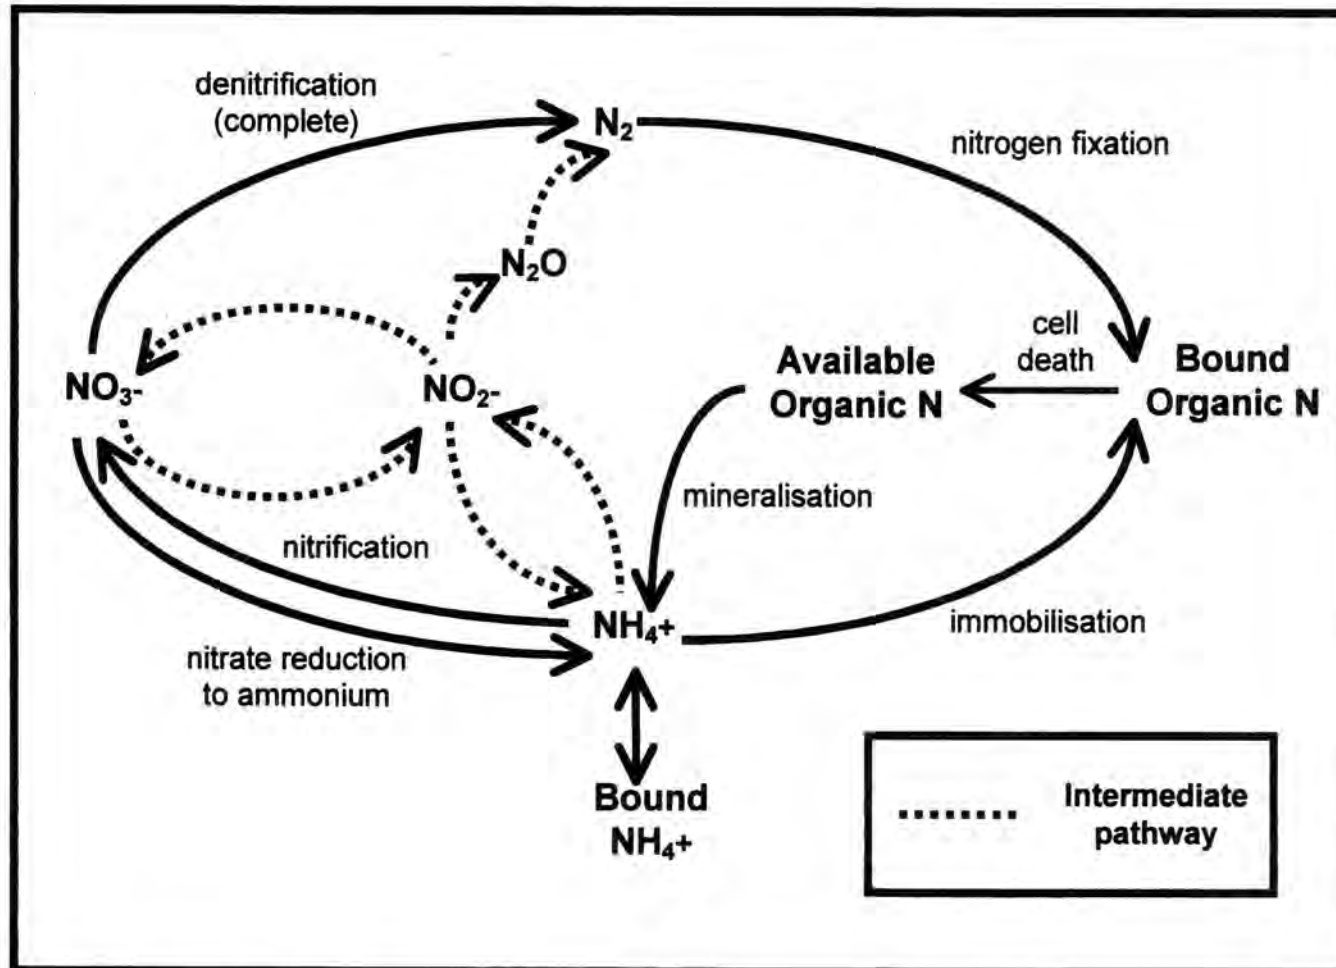 denitrification
(complete)
N₂
nitrogen fixation
N₂O
cell
death
NO₃-
NO₂-
Available
Organic N
Bound
Organic N
mineralisation
nitrification
NH₄+
immobilisation
nitrate reduction
to ammonium
Bound
NH₄+
Intermediate
pathway